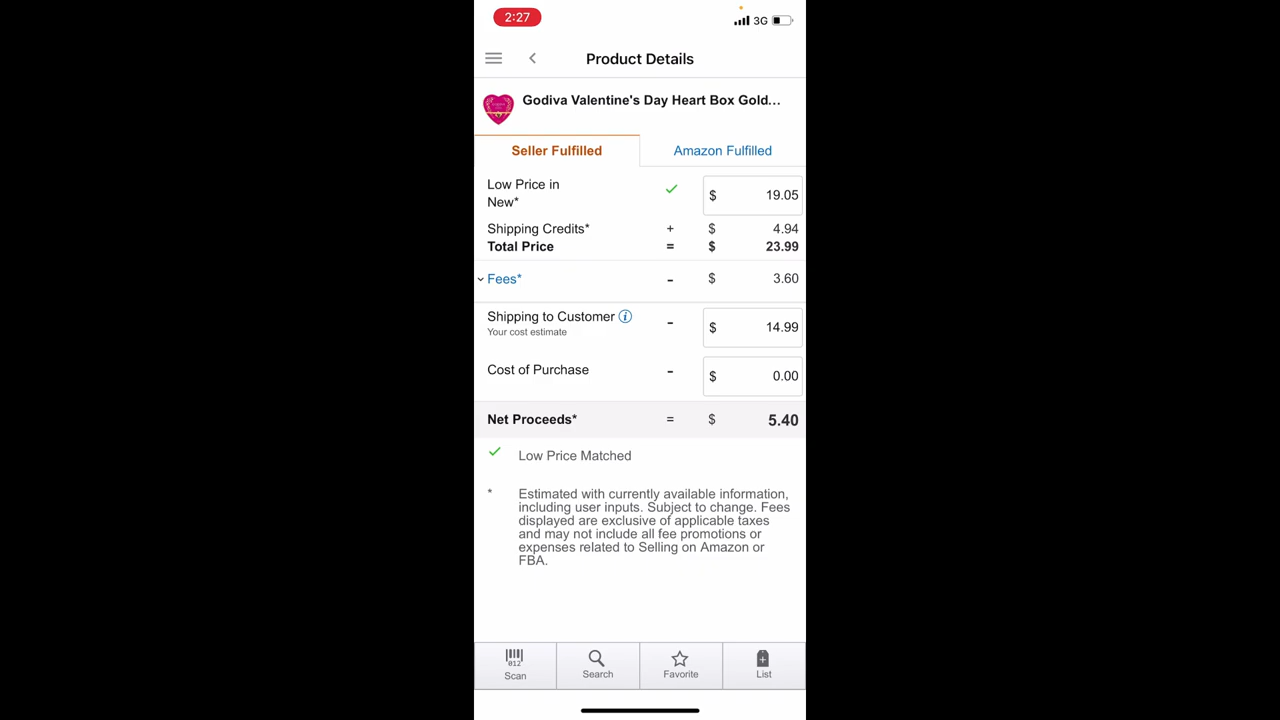 2:27
3G
Product Details
Godiva Valentine's Day Heart Box Gold...
Seller Fulfilled
Amazon Fulfilled
Low Price in
New*
$ 19.05
Shipping Credits* + $ 4.94
Total Price = $ 23.99
Fees* - $ 3.60
Shipping to Customer i - $ 14.99
Your cost estimate
Cost of Purchase - $ 0.00
Net Proceeds* = $ 5.40
Low Price Matched
* Estimated with currently available information,
including user inputs. Subject to change. Fees
displayed are exclusive of applicable taxes
and may not include all fee promotions or
expenses related to Selling on Amazon or
FBA.
012
Scan
Search
Favorite
List